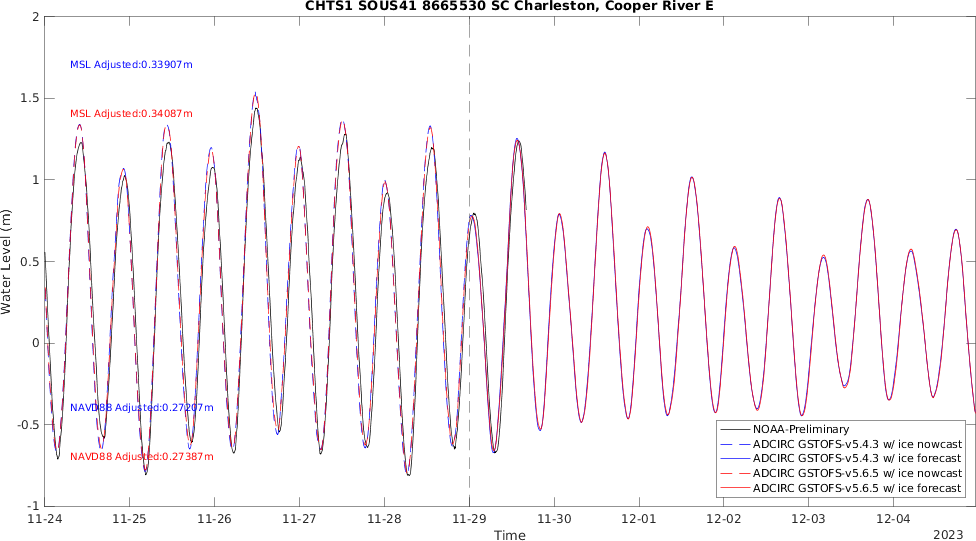 CHTS1 SOUS41 8665530 SC Charleston, Cooper River E
2
1.5
1
0.5
0
-0.5
-1
Water Level (m)
MSL Adjusted:0.33907m
MSL Adjusted:0.34087m
NAVD88 Adjusted:0.27207m
NAVD88 Adjusted:0.27387m
NOAA-Preliminary
ADCIRC GSTOFS-v5.4.3 w/ ice nowcast
ADCIRC GSTOFS-v5.4.3 w/ ice forecast
ADCIRC GSTOFS-v5.6.5 w/ ice nowcast
ADCIRC GSTOFS-v5.6.5 w/ ice forecast
11-24 11-25 11-26 11-27 11-28 11-29 11-30 12-01 12-02 12-03 12-04
Time
2023